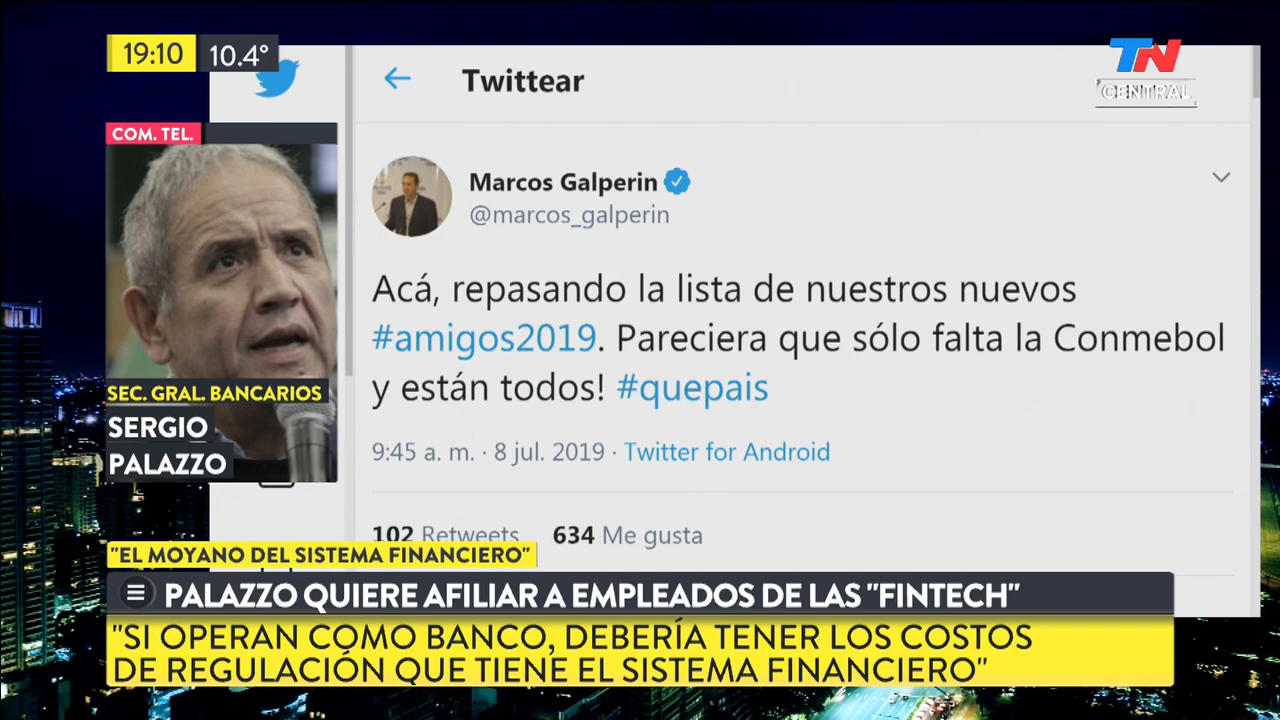 19:10 10.4°
TN
CENTRAL
COM. TEL.
SEC. GRAL. BANCARIOS
SERGIO
PALAZZO
Twittear
Marcos Galperin
@marcos_galperin
Acá, repasando la lista de nuestros nuevos
#amigos2019. Pareciera que sólo falta la Conmebol
y están todos! #quepais
9:45 a. m. · 8 jul. 2019 · Twitter for Android
102 Retweets 634 Me gusta
"EL MOYANO DEL SISTEMA FINANCIERO"
PALAZZO QUIERE AFILIAR A EMPLEADOS DE LAS "FINTECH"
"SI OPERAN COMO BANCO, DEBERÍA TENER LOS COSTOS
DE REGULACIÓN QUE TIENE EL SISTEMA FINANCIERO"